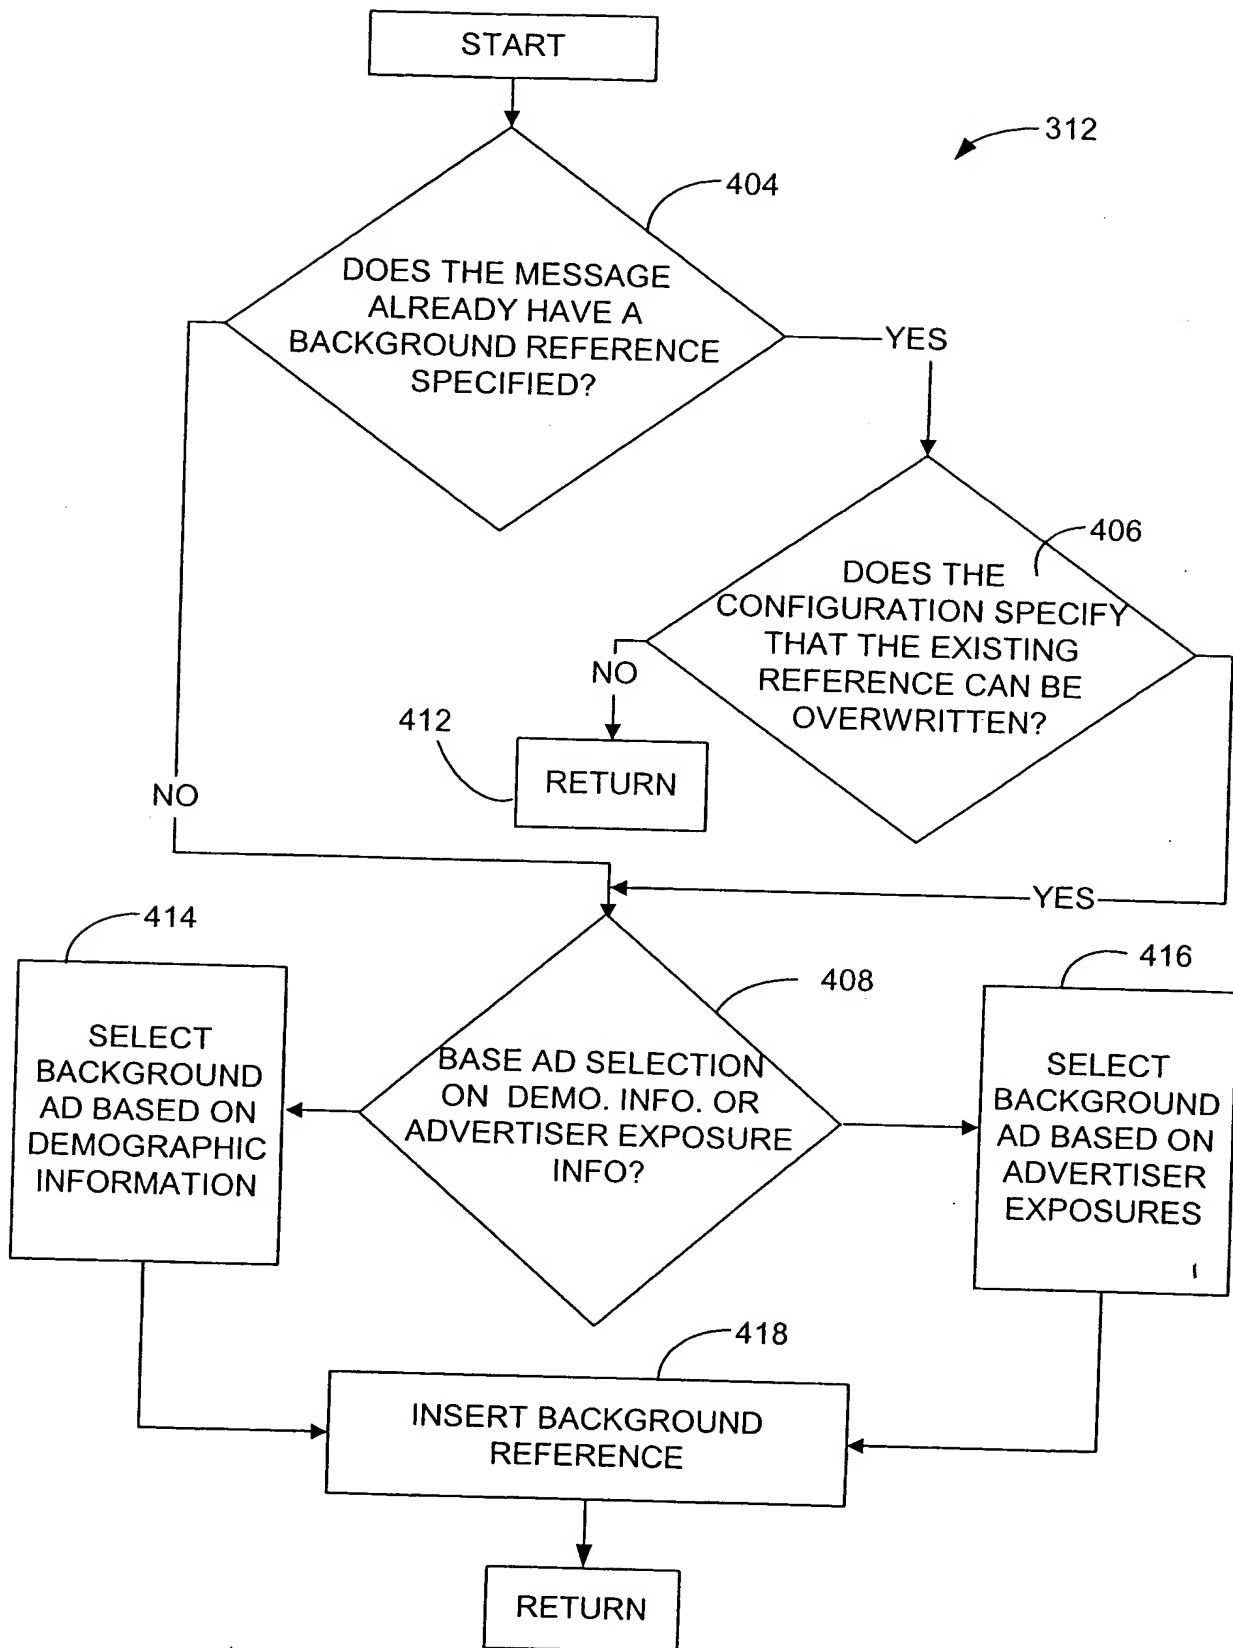 START
312
404
DOES THE MESSAGE
ALREADY HAVE A
BACKGROUND REFERENCE
SPECIFIED?
YES
406
DOES THE
CONFIGURATION SPECIFY
THAT THE EXISTING
REFERENCE CAN BE
OVERWRITTEN?
NO
412
RETURN
NO
YES
414
SELECT
BACKGROUND
AD BASED ON
DEMOGRAPHIC
INFORMATION
408
BASE AD SELECTION
ON DEMO. INFO. OR
ADVERTISER EXPOSURE
INFO?
416
SELECT
BACKGROUND
AD BASED ON
ADVERTISER
EXPOSURES
418
INSERT BACKGROUND
REFERENCE
RETURN